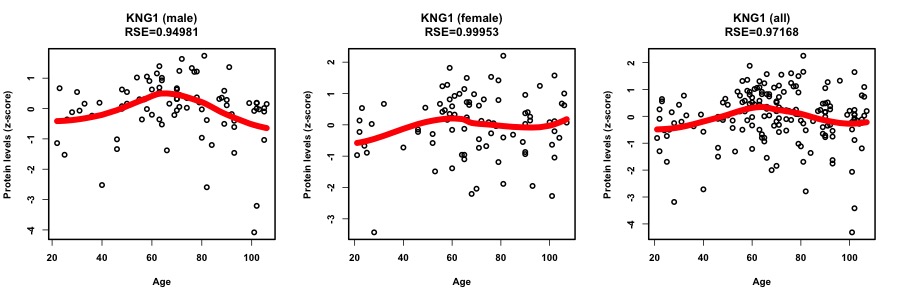 KNG1 (male)
RSE=0.94981
Protein levels (z-score)
1
0
-1
-2
-3
-4
20
40
60
80
100
Age
KNG1 (female)
RSE=0.99953
Protein levels (z-score)
2
1
0
-1
-2
-3
20
40
60
80
100
Age
KNG1 (all)
RSE=0.97168
Protein levels (z-score)
2
1
0
-1
-2
-3
-4
20
40
60
80
100
Age